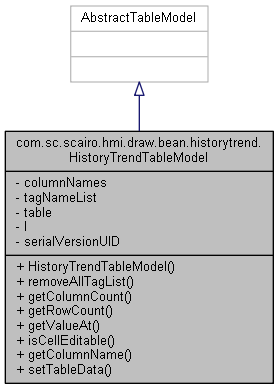 AbstractTableModel
com.sc.scairo.hmi.draw.bean.historytrend.
HistoryTrendTableModel
- columnNames
- tagNameList
- table
- l
- serialVersionUID
+ HistoryTrendTableModel()
+ removeAllTagList()
+ getColumnCount()
+ getRowCount()
+ getValueAt()
+ isCellEditable()
+ getColumnName()
+ setTableData()